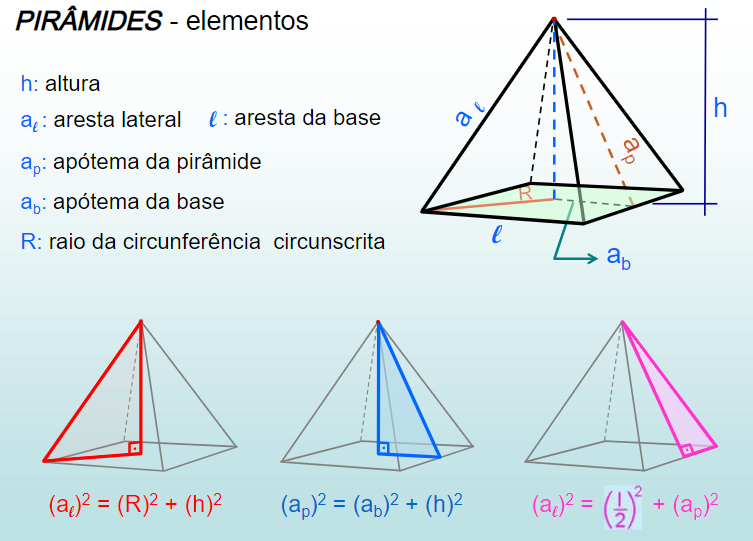 PIRÂMIDES - elementos
h: altura
aℓ: aresta lateral ℓ: aresta da base
ap: apótema da pirâmide
ab: apótema da base
R: raio da circunferência circunscrita
a ℓ
ap
h
R
ℓ
ab
(aℓ)² = (R)² + (h)²
(ap)² = (ab)² + (h)²
(aℓ)² = (l/2)² + (ap)²